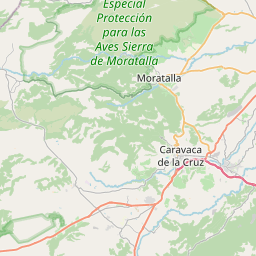 Especial
Protección
para las
Aves Sierra
de Moratalla
Moratalla
Caravaca
de la Cruz